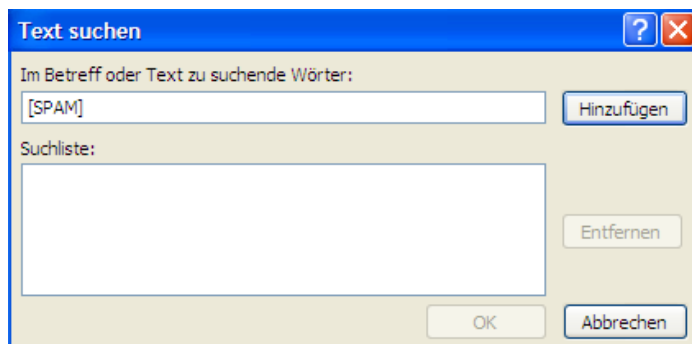 Text suchen
Im Betreff oder Text zu suchende Wörter:
[SPAM]
Hinzufügen
Suchliste:
Entfernen
OK
Abbrechen